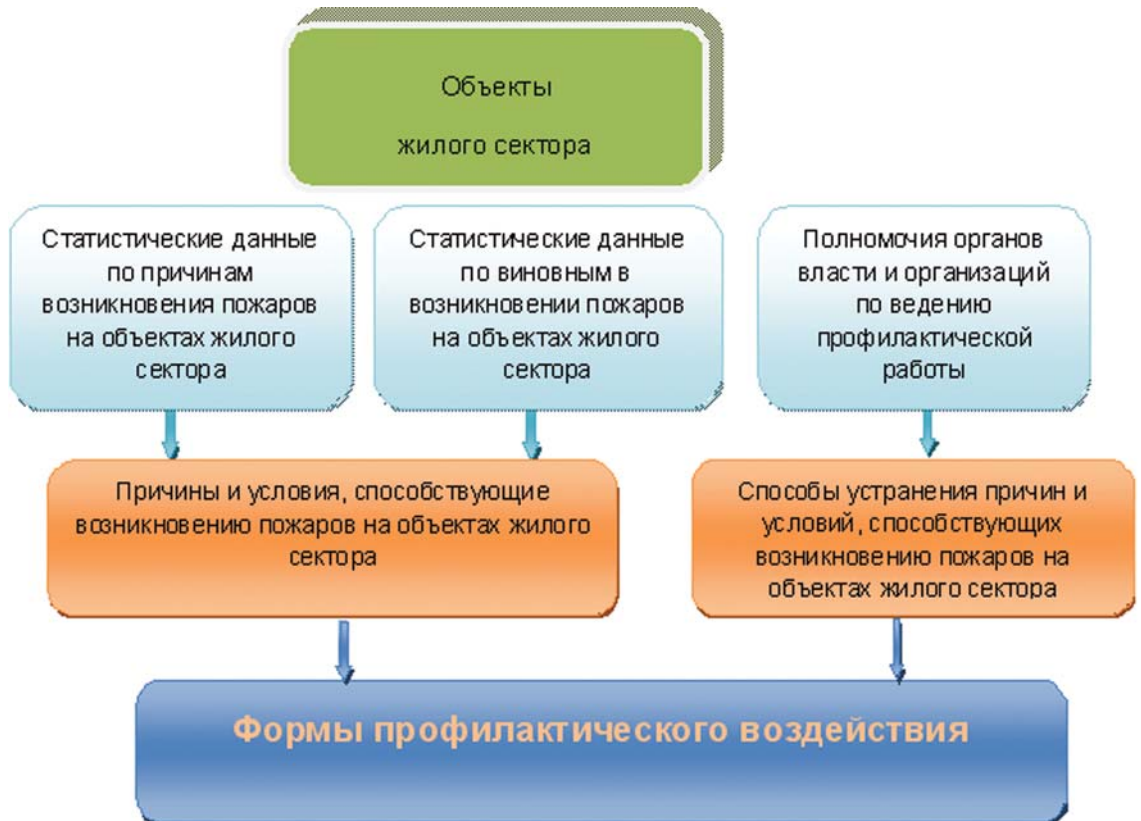 Объекты
жилого сектора
Статистические данные
по причинам
возникновения пожаров
на объектах жилого
сектора
Статистические данные
по виновным в
возникновении пожаров
на объектах жилого
сектора
Полномочия органов
власти и организаций
по ведению
профилактической
работы
Причины и условия, способствующие
возникновению пожаров на объектах жилого
сектора
Способы устранения причин и
условий, способствующих
возникновению пожаров на
объектах жилого сектора
Формы профилактического воздействия